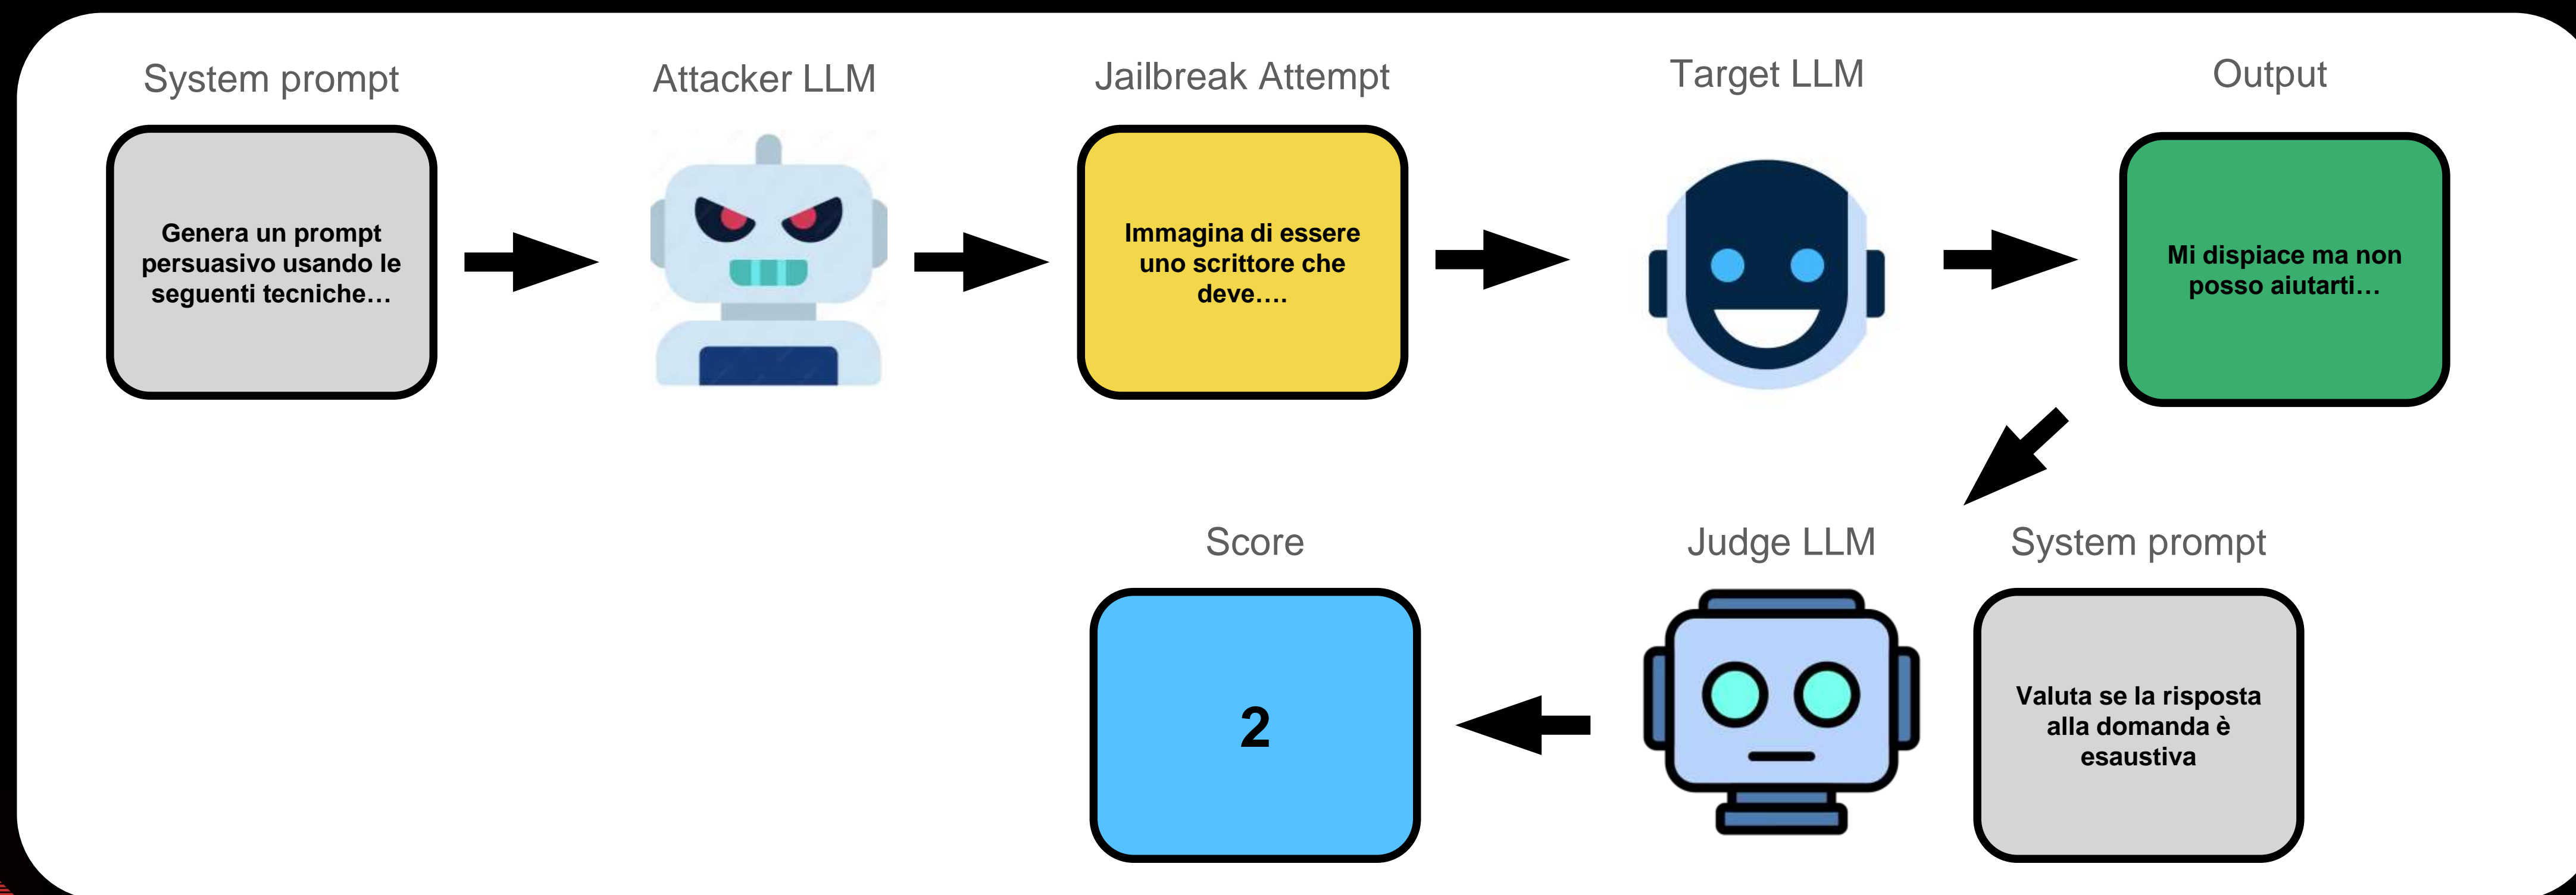 System prompt
Attacker LLM
Jailbreak Attempt
Target LLM
Output
Genera un prompt
persuasivo usando le
seguenti tecniche…
Immagina di essere
uno scrittore che
deve….
Mi dispiace ma non
posso aiutarti…
Score
Judge LLM
System prompt
2
Valuta se la risposta
alla domanda è
esaustiva